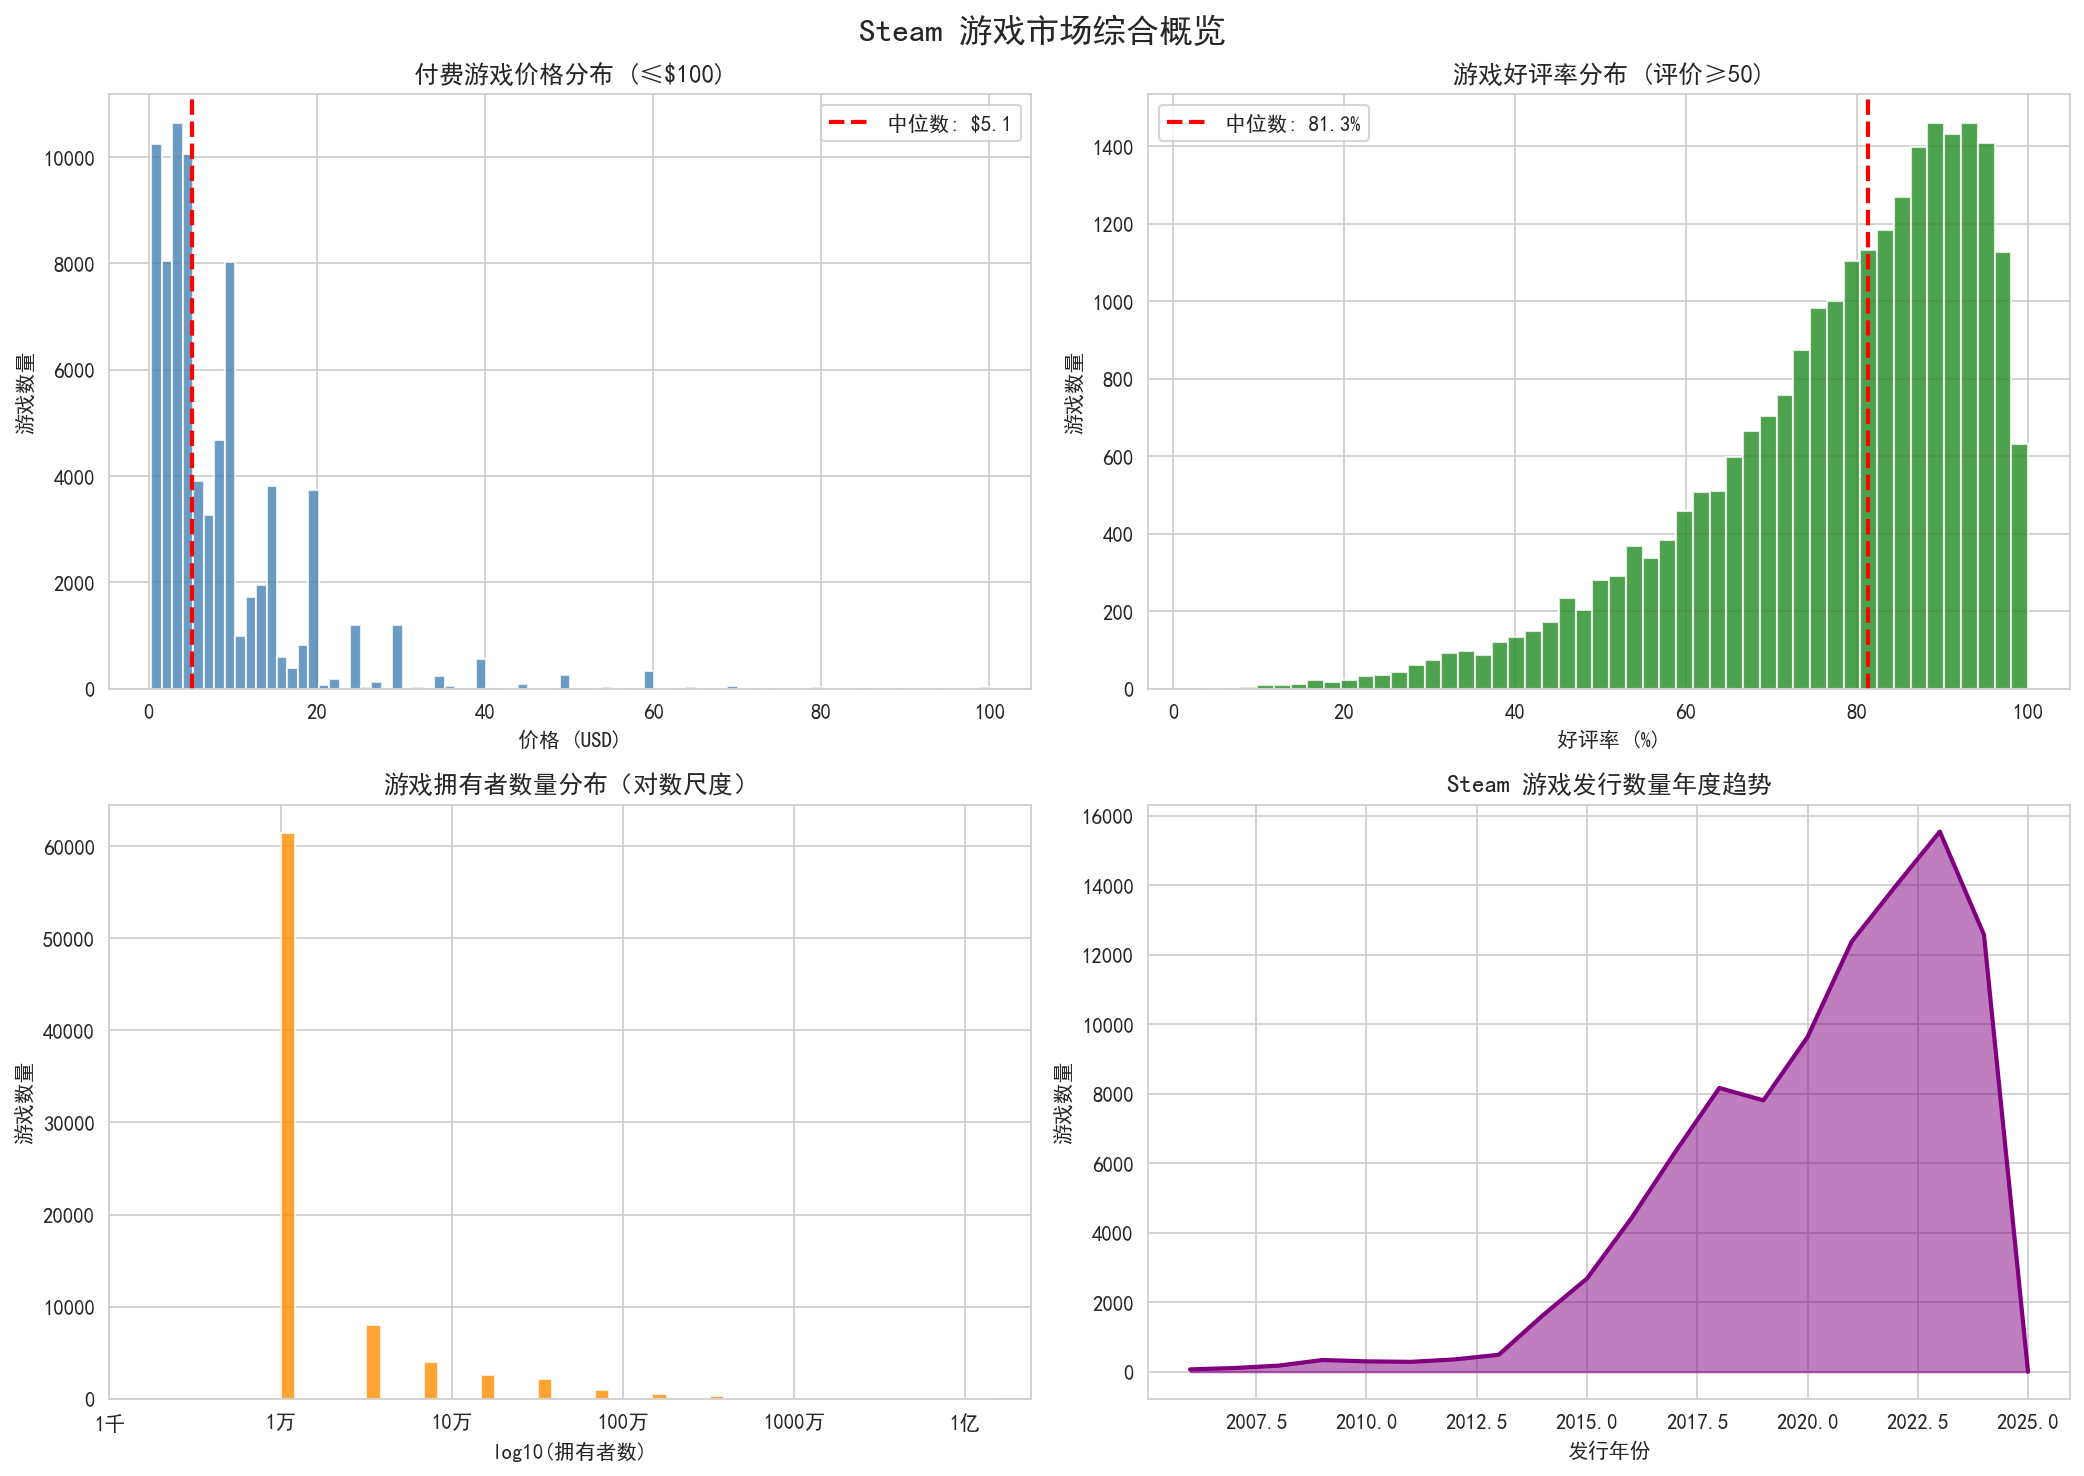 Steam 游戏市场综合概览
付费游戏价格分布 (≤$100)
中位数: $5.1
游戏数量
10000
8000
6000
4000
2000
0
0 20 40 60 80 100
价格 (USD)
游戏好评率分布 (评价≥50)
中位数: 81.3%
游戏数量
1400
1200
1000
800
600
400
200
0
0 20 40 60 80 100
好评率 (%)
游戏拥有者数量分布（对数尺度）
游戏数量
60000
50000
40000
30000
20000
10000
0
1千 1万 10万 100万 1000万 1亿
log10(拥有者数)
Steam 游戏发行数量年度趋势
游戏数量
16000
14000
12000
10000
8000
6000
4000
2000
0
2007.5 2010.0 2012.5 2015.0 2017.5 2020.0 2022.5 2025.0
发行年份